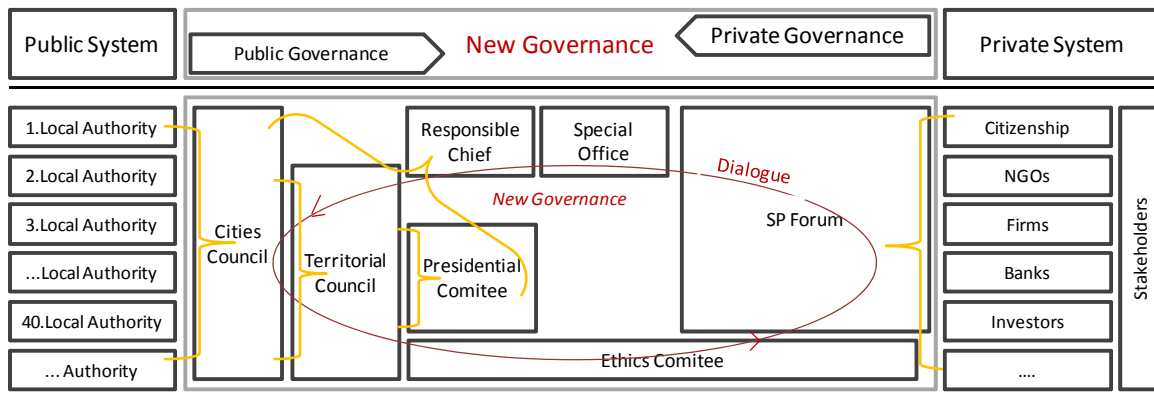 Public System
Public Governance
New Governance
Private Governance
Private System
1.Local Authority
2.Local Authority
3.Local Authority
...Local Authority
40.Local Authority
... Authority
Cities
Council
Territorial
Council
Responsible
Chief
Special
Office
Dialogue
New Governance
Presidential
Comitee
SP Forum
Ethics Comitee
Citizenship
NGOs
Firms
Banks
Investors
....
Stakeholders